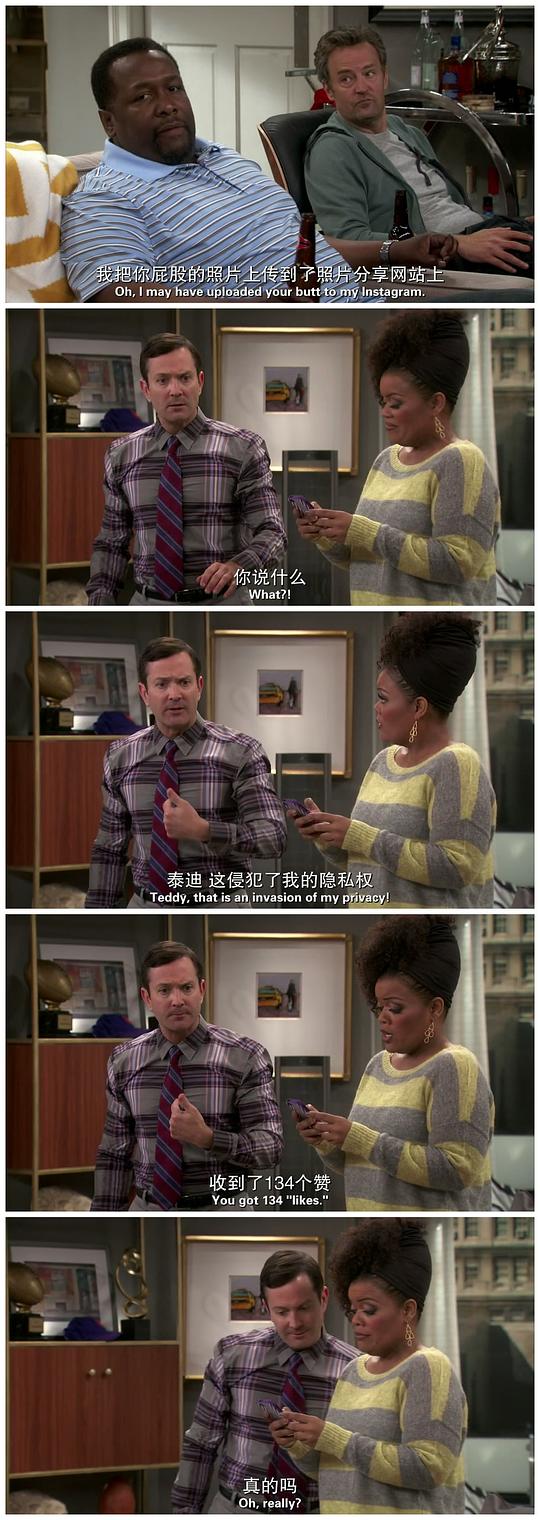 我把你屁股的照片上传到了照片分享网站上
Oh, I may have uploaded your butt to my Instagram.
你说什么
What?!
泰迪 这侵犯了我的隐私权
Teddy, that is an invasion of my privacy!
收到了134个赞
You got 134 "likes."
真的吗
Oh, really?